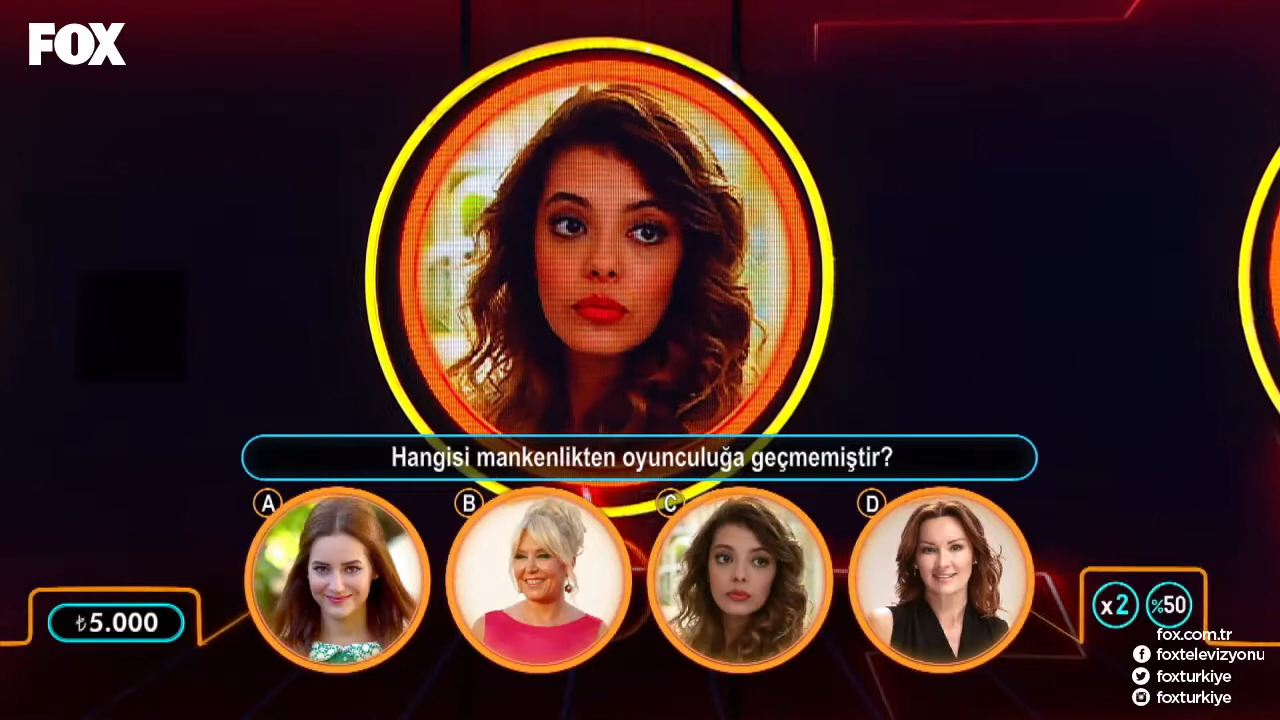 FOX
Hangisi mankenlikten oyunculuğa geçmemiştir?
A
B
C
D
₺5.000
x2
%50
fox.com.tr
foxtelevizyonu
foxturkiye
foxturkiye